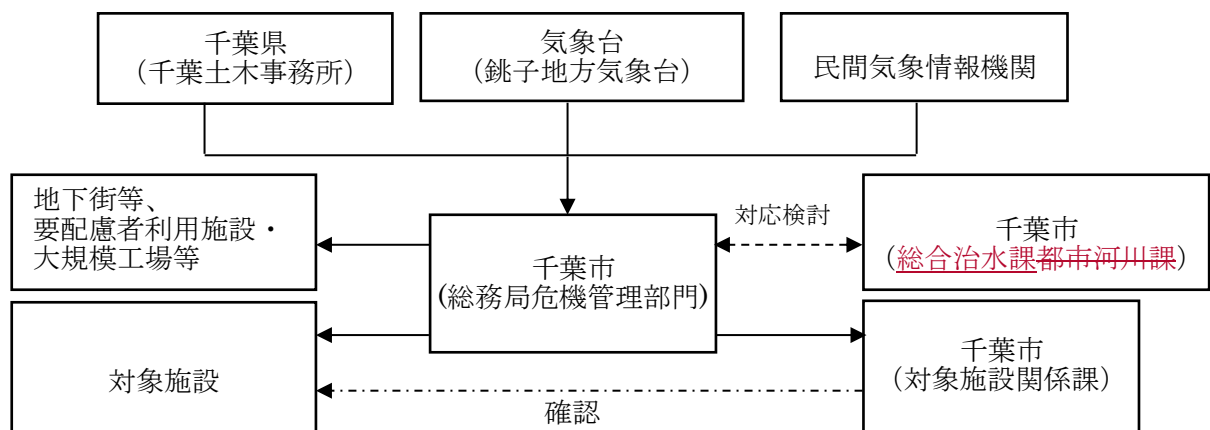 千葉県
（千葉土木事務所）
気象台
（銚子地方気象台）
民間気象情報機関
地下街等、
要配慮者利用施設・
大規模工場等
千葉市
(総務局危機管理部門)
対応検討
千葉市
（総合治水課都市河川課）
対象施設
確認
千葉市
（対象施設関係課）